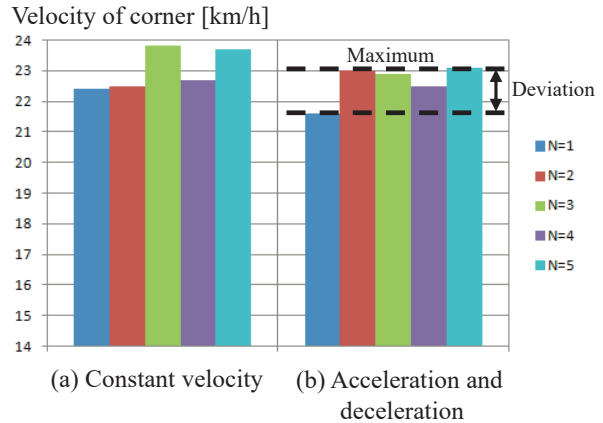 Velocity of corner [km/h]
24
23
22
21
20
19
18
17
16
15
14
Maximum
Deviation
N=1
N=2
N=3
N=4
N=5
(a) Constant velocity
(b) Acceleration and
deceleration